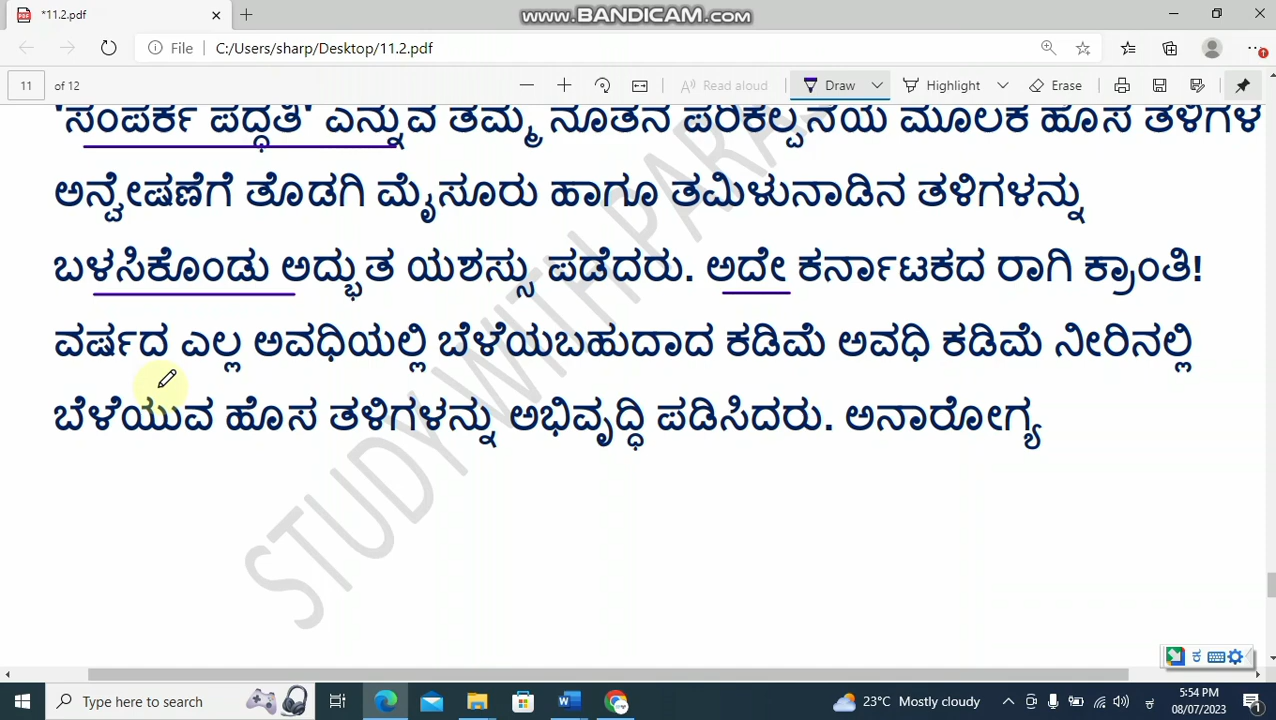 *11.2.pdf
www.BANDICAM.com
File C:/Users/sharp/Desktop/11.2.pdf
11 of 12 Read aloud Draw Highlight Erase
'ಸಂಪರ್ಕ ಪದ್ಧತಿ' ಎನ್ನುವ ತಮ್ಮ ನೂತನ ಪರಿಕಲ್ಪನೆಯ ಮೂಲಕ ಹೊಸ ತಳಿಗಳ
ಅನ್ವೇಷಣೆಗೆ ತೊಡಗಿ ಮೈಸೂರು ಹಾಗೂ ತಮಿಳುನಾಡಿನ ತಳಿಗಳನ್ನು
ಬಳಸಿಕೊಂಡು ಅದ್ಭುತ ಯಶಸ್ಸು ಪಡೆದರು. ಅದೇ ಕರ್ನಾಟಕದ ರಾಗಿ ಕ್ರಾಂತಿ!
ವರ್ಷದ ಎಲ್ಲ ಅವಧಿಯಲ್ಲಿ ಬೆಳೆಯಬಹುದಾದ ಕಡಿಮೆ ಅವಧಿ ಕಡಿಮೆ ನೀರಿನಲ್ಲಿ
ಬೆಳೆಯುವ ಹೊಸ ತಳಿಗಳನ್ನು ಅಭಿವೃದ್ಧಿ ಪಡಿಸಿದರು. ಅನಾರೋಗ್ಯ
STUDY WITH PARA
ಕ
Type here to search 23°C Mostly cloudy 5:54 PM
08/07/2023